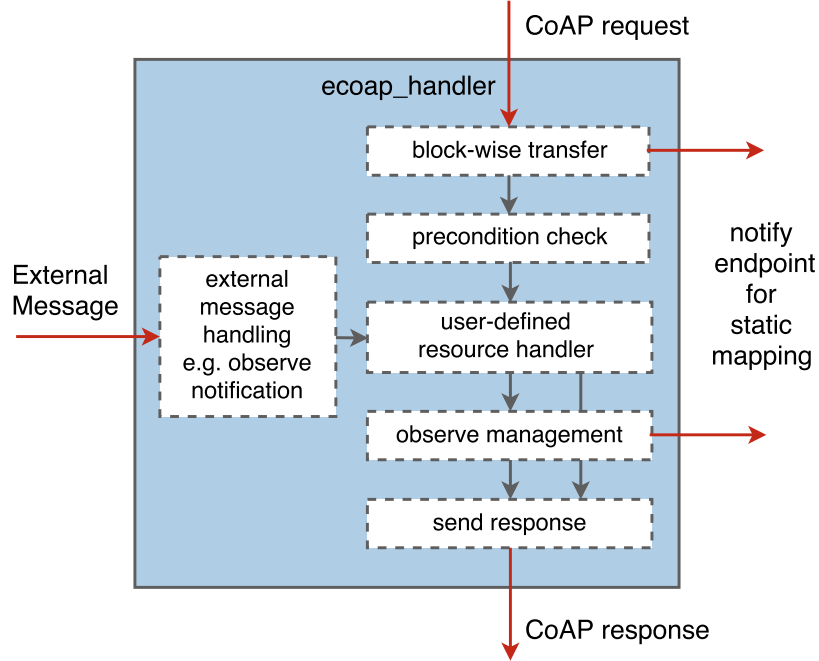 CoAP request
ecoap_handler
block-wise transfer
precondition check
notify
endpoint
for
static
mapping
External
Message
external
message
handling
e.g. observe
notification
user-defined
resource handler
observe management
send response
CoAP response